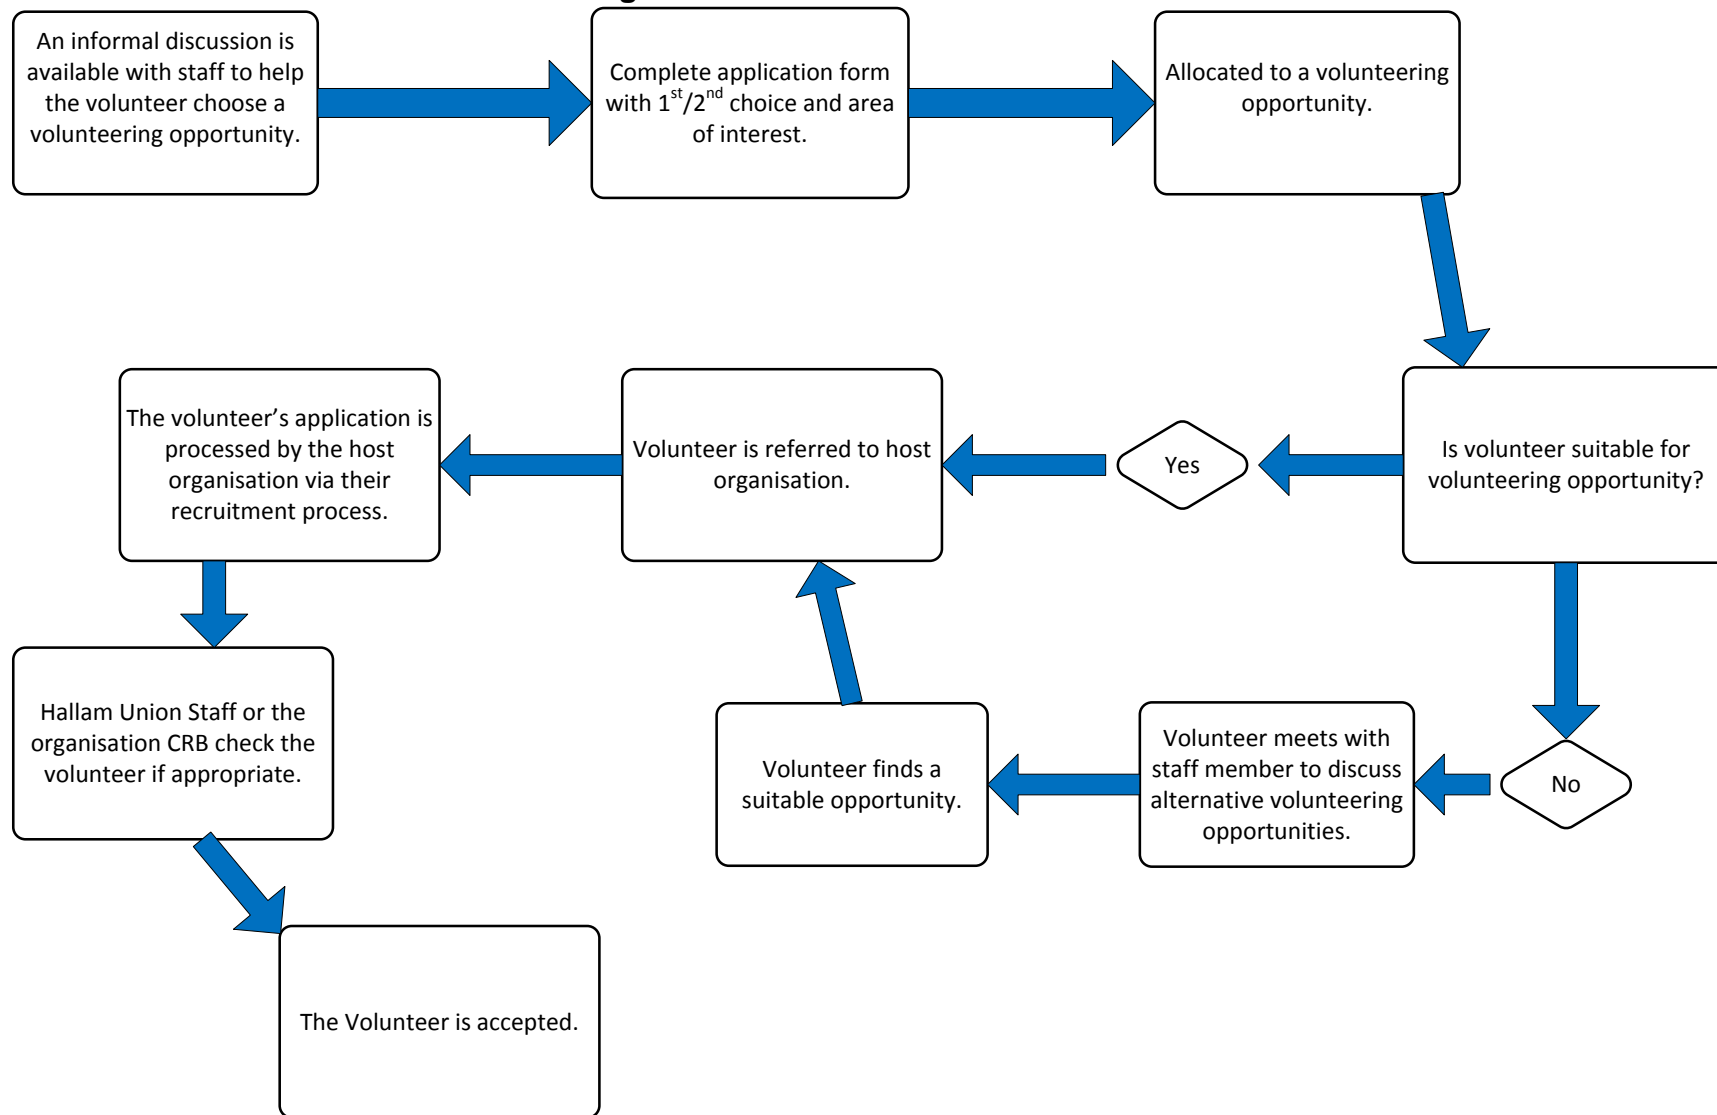 An informal discussion is
available with staff to help
the volunteer choose a
volunteering opportunity.
Complete application form
with 1st/2nd choice and area
of interest.
Allocated to a volunteering
opportunity.
Is volunteer suitable for
volunteering opportunity?
Yes
Volunteer is referred to host
organisation.
The volunteer’s application is
processed by the host
organisation via their
recruitment process.
No
Volunteer meets with
staff member to discuss
alternative volunteering
opportunities.
Volunteer finds a
suitable opportunity.
Hallam Union Staff or the
organisation CRB check the
volunteer if appropriate.
The Volunteer is accepted.